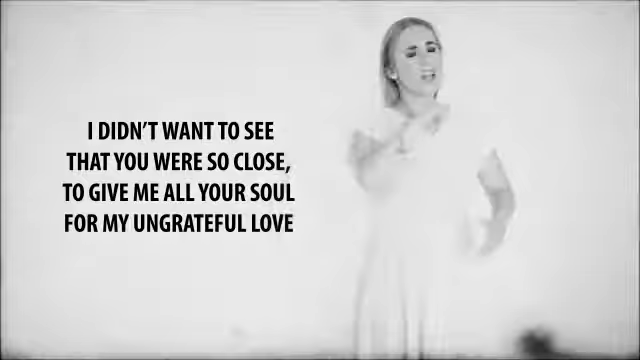 I DIDN'T WANT TO SEE
THAT YOU WERE SO CLOSE,
TO GIVE ME ALL YOUR SOUL
FOR MY UNGRATEFUL LOVE